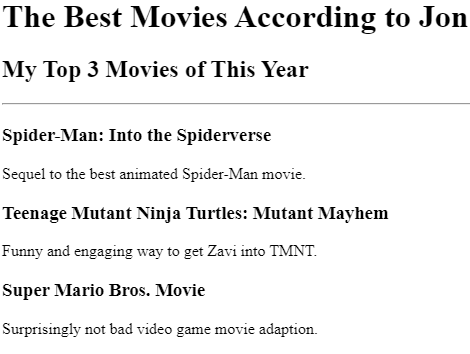 The Best Movies According to Jon
My Top 3 Movies of This Year
Spider-Man: Into the Spiderverse
Sequel to the best animated Spider-Man movie.
Teenage Mutant Ninja Turtles: Mutant Mayhem
Funny and engaging way to get Zavi into TMNT.
Super Mario Bros. Movie
Surprisingly not bad video game movie adaption.